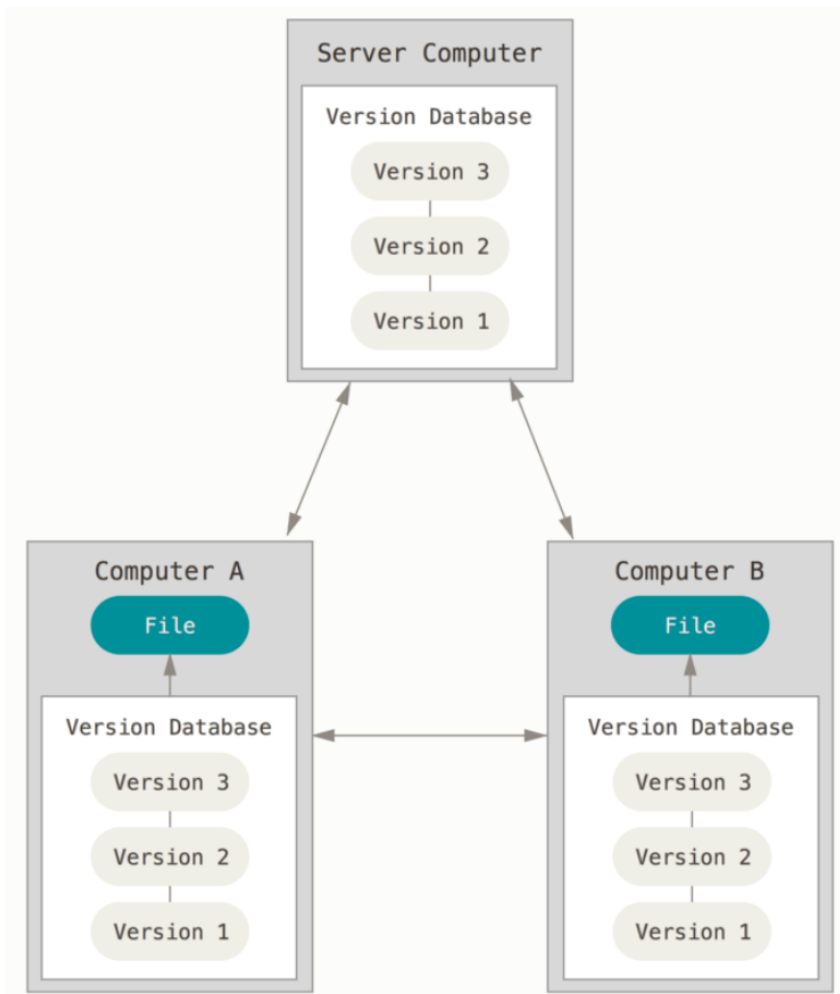 Server Computer
Version Database
Version 3
Version 2
Version 1
Computer A
File
Version Database
Version 3
Version 2
Version 1
Computer B
File
Version Database
Version 3
Version 2
Version 1